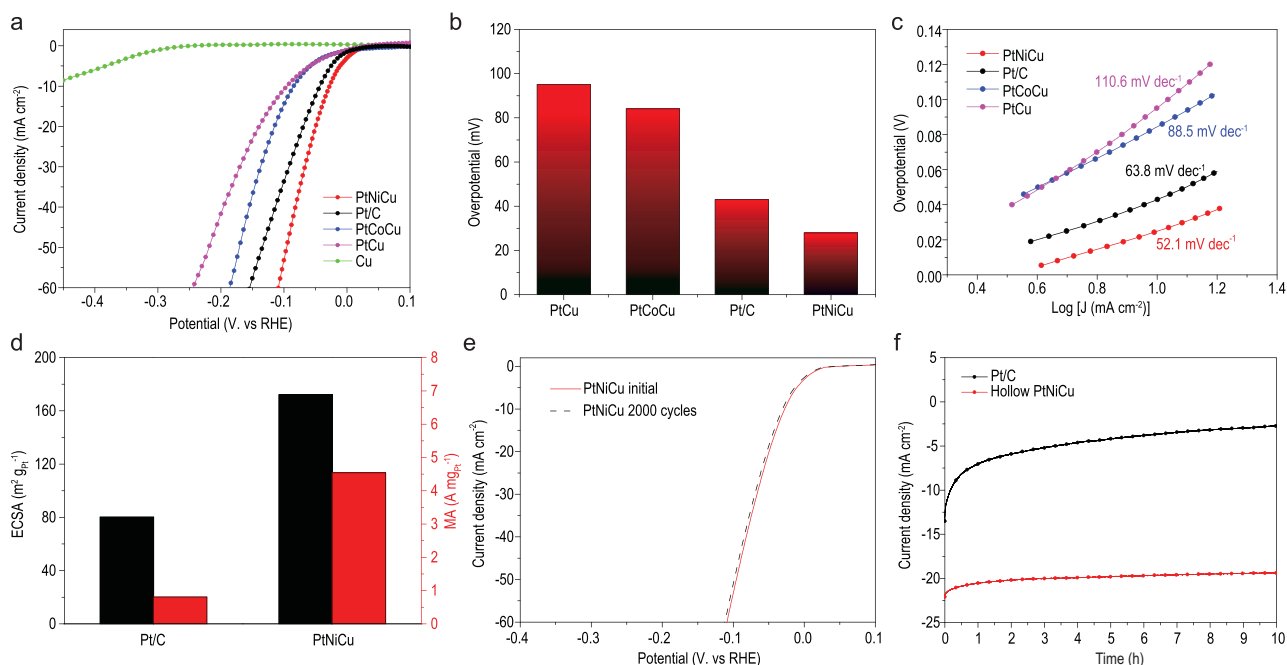 a
Current density (mA cm-2)
0
-10
-20
-30
-40
-50
-60
-0.4
-0.3
-0.2
-0.1
0.0
0.1
Potential (V. vs RHE)
PtNiCu
Pt/C
PtCoCu
PtCu
Cu
b
Overpotential (mV)
120
100
80
60
40
20
0
PtCu
PtCoCu
Pt/C
PtNiCu
c
Overpotential (V)
0.14
0.12
0.10
0.08
0.06
0.04
0.02
0.00
0.4
0.6
0.8
1.0
1.2
1.4
Log [J (mA cm-2)]
PtNiCu
Pt/C
PtCoCu
PtCu
110.6 mV dec-1
88.5 mV dec-1
63.8 mV dec-1
52.1 mV dec-1
d
ECSA (m2 gPt-1)
200
160
120
80
40
0
Pt/C
PtNiCu
8
7
6
5
4
3
2
1
0
MA (A mgPt-1)
e
Current density (mA cm-2)
0
-10
-20
-30
-40
-50
-60
-0.4
-0.3
-0.2
-0.1
0.0
0.1
Potential (V. vs RHE)
PtNiCu initial
PtNiCu 2000 cycles
f
Current density (mA cm-2)
5
0
-5
-10
-15
-20
-25
0
1
2
3
4
5
6
7
8
9
10
Time (h)
Pt/C
Hollow PtNiCu